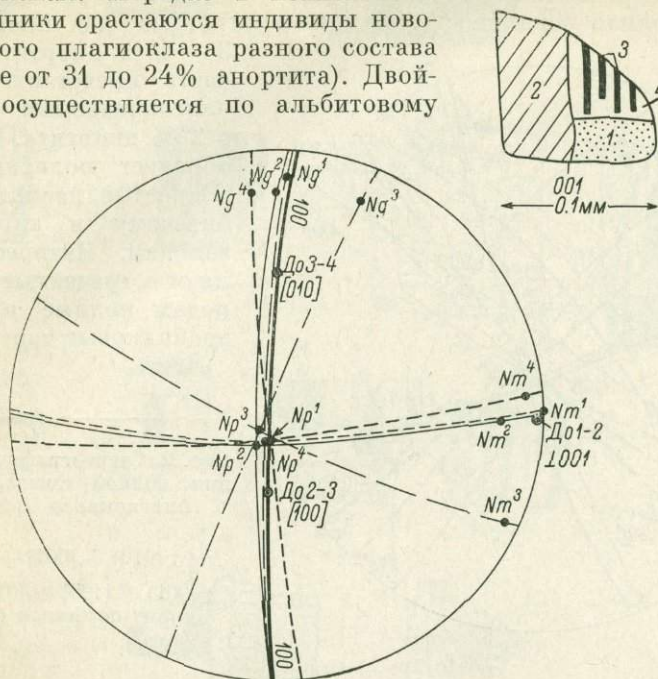 шники срастаются индивиды ново-
ого плагиоклаза разного состава
е от 31 до 24% анортита). Двой-
осуществляется по альбитовому
3
2
1
001
0.1мм
Ng⁴
Ng²
Ng¹
Ng³
100
До3-4
[010]
Nm⁴
Nm¹
Nm²
До1-2
⊥001
Nm³
Np³
Np¹
Np²
Np⁴
До2-3
[100]
100